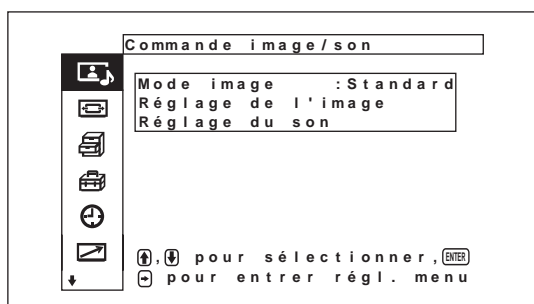 Commande image/son
Mode image :Standard
Réglage de l'image
Réglage du son
, pour sélectionner, ENTER
pour entrer régl. menu